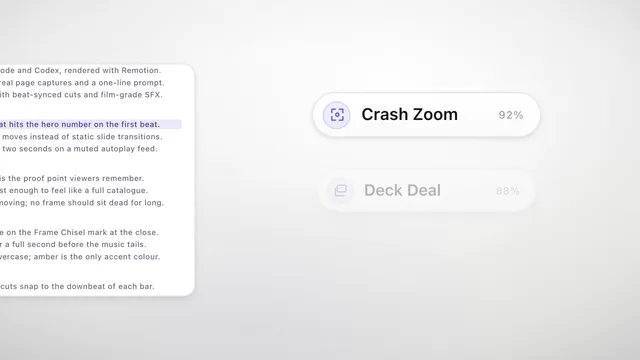 ode and Codex, rendered with Remotion.
real page captures and a one-line prompt.
ith beat-synced cuts and film-grade SFX.
at hits the hero number on the first beat.
moves instead of static slide transitions.
two seconds on a muted autoplay feed.
is the proof point viewers remember.
st enough to feel like a full catalogue.
moving; no frame should sit dead for long.
e on the Frame Chisel mark at the close.
r a full second before the music tails.
wercase; amber is the only accent colour.
cuts snap to the downbeat of each bar.
Crash Zoom 92%
Deck Deal 88%